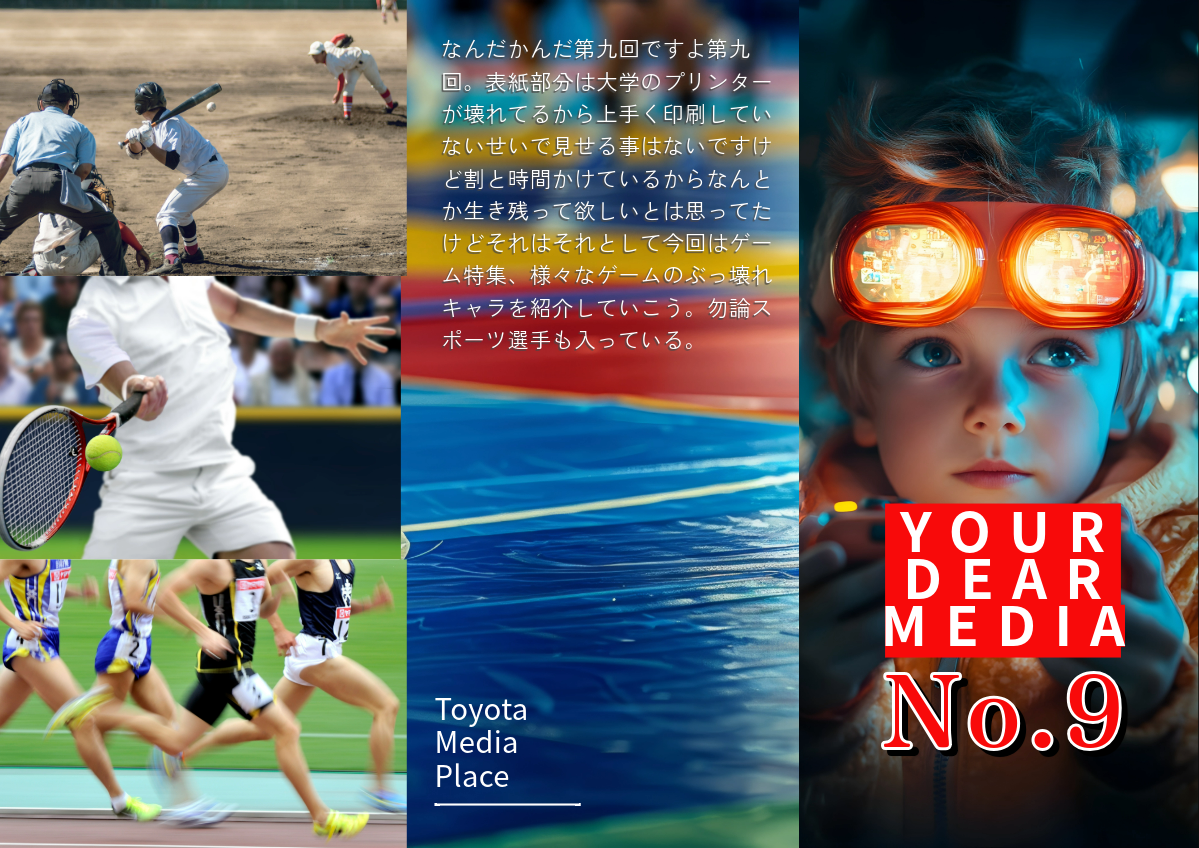 なんだかんだ第九回ですよ第九
回。表紙部分は大学のプリンター
が壊れてるから上手く印刷してい
ないせいで見せる事はないですけ
ど割と時間かけているからなんと
か生き残って欲しいとは思ってた
けどそれはそれとして今回はゲー
ム特集、様々なゲームのぶっ壊れ
キャラを紹介していこう。勿論ス
ポーツ選手も入っている。
Toyota
Media
Place
YOUR
DEAR
MEDIA
No.9
2